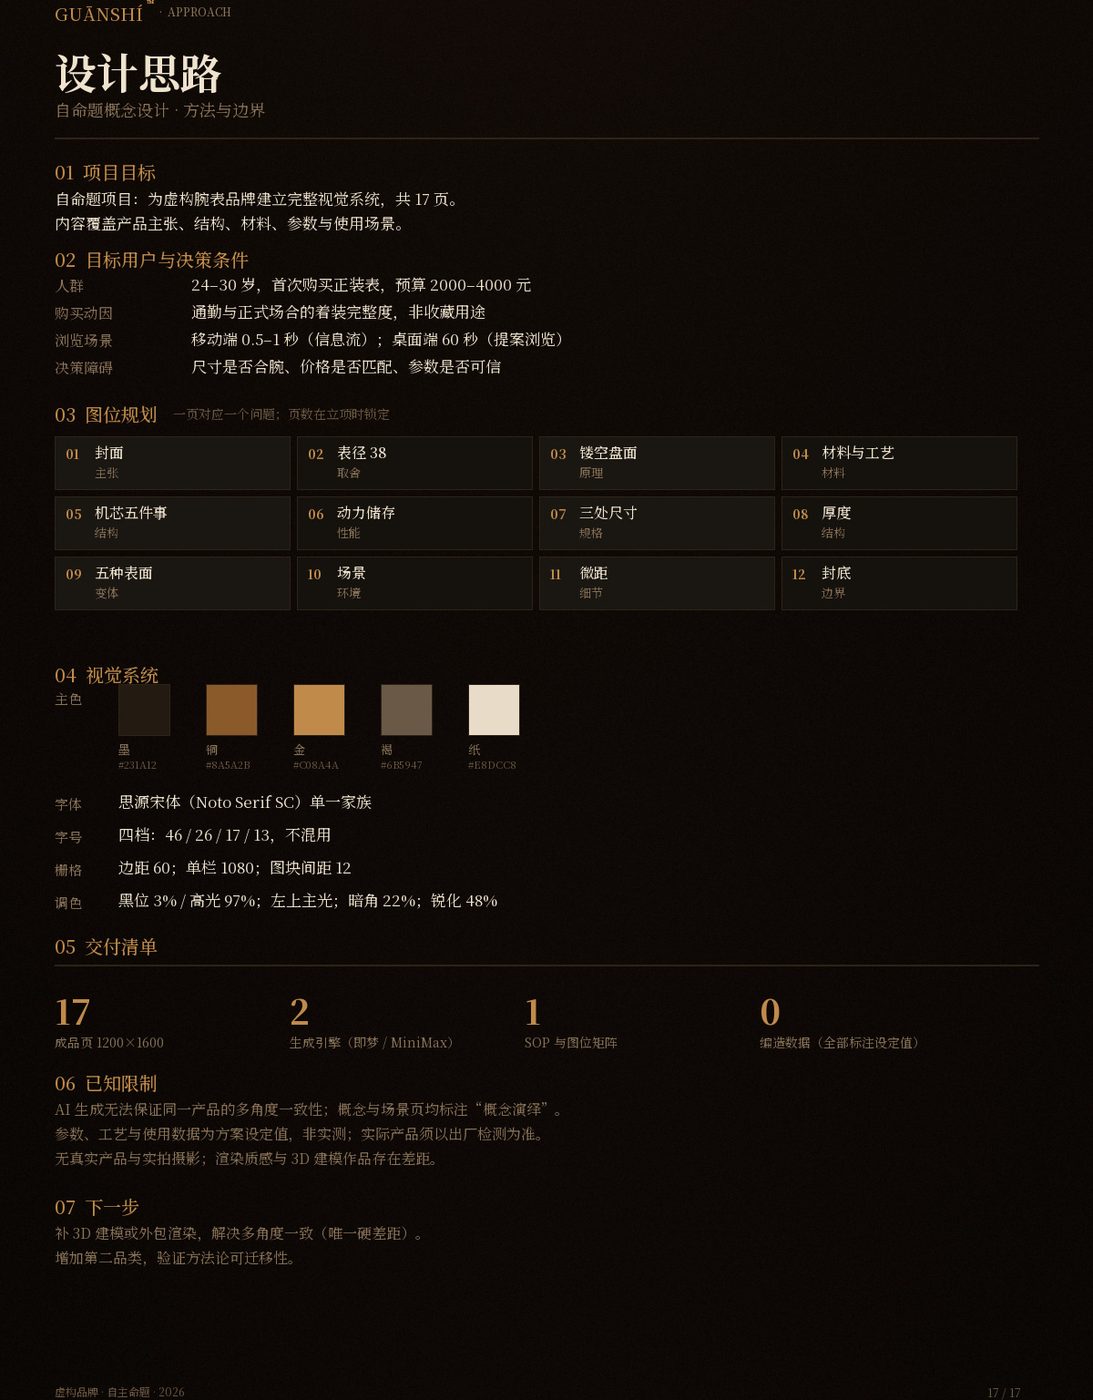 GUĀNSHÍ · APPROACH
设计思路
自命题概念设计 · 方法与边界
01 项目目标
自命题项目：为虚构腕表品牌建立完整视觉系统，共 17 页。
内容覆盖产品主张、结构、材料、参数与使用场景。
02 目标用户与决策条件
人群 24–30 岁，首次购买正装表，预算 2000–4000 元
购买动因 通勤与正式场合的着装完整度，非收藏用途
浏览场景 移动端 0.5–1 秒（信息流）；桌面端 60 秒（提案浏览）
决策障碍 尺寸是否合腕、价格是否匹配、参数是否可信
03 图位规划 一页对应一个问题；页数在立项时锁定
01 封面
主张
02 表径 38
取舍
03 镂空盘面
原理
04 材料与工艺
材料
05 机芯五件事
结构
06 动力储存
性能
07 三处尺寸
规格
08 厚度
结构
09 五种表面
变体
10 场景
环境
11 微距
细节
12 封底
边界
04 视觉系统
主色
墨 铜 金 褐 纸
#231A12 #8A5A2B #C08A4A #6B5947 #E8DCC8
字体 思源宋体（Noto Serif SC）单一家族
字号 四档：46 / 26 / 17 / 13，不混用
栅格 边距 60；单栏 1080；图块间距 12
调色 黑位 3% / 高光 97%；左上主光；暗角 22%；锐化 48%
05 交付清单
17 2 1 0
成品页 1200×1600 生成引擎（即梦 / MiniMax） SOP 与图位矩阵 编造数据（全部标注设定值）
06 已知限制
AI 生成无法保证同一产品的多角度一致性；概念与场景页均标注“概念演绎”。
参数、工艺与使用数据为方案设定值，非实测；实际产品须以出厂检测为准。
无真实产品与实拍摄影；渲染质感与 3D 建模作品存在差距。
07 下一步
补 3D 建模或外包渲染，解决多角度一致（唯一硬差距）。
增加第二品类，验证方法论可迁移性。
虚构品牌 · 自主命题 · 2026 17 / 17